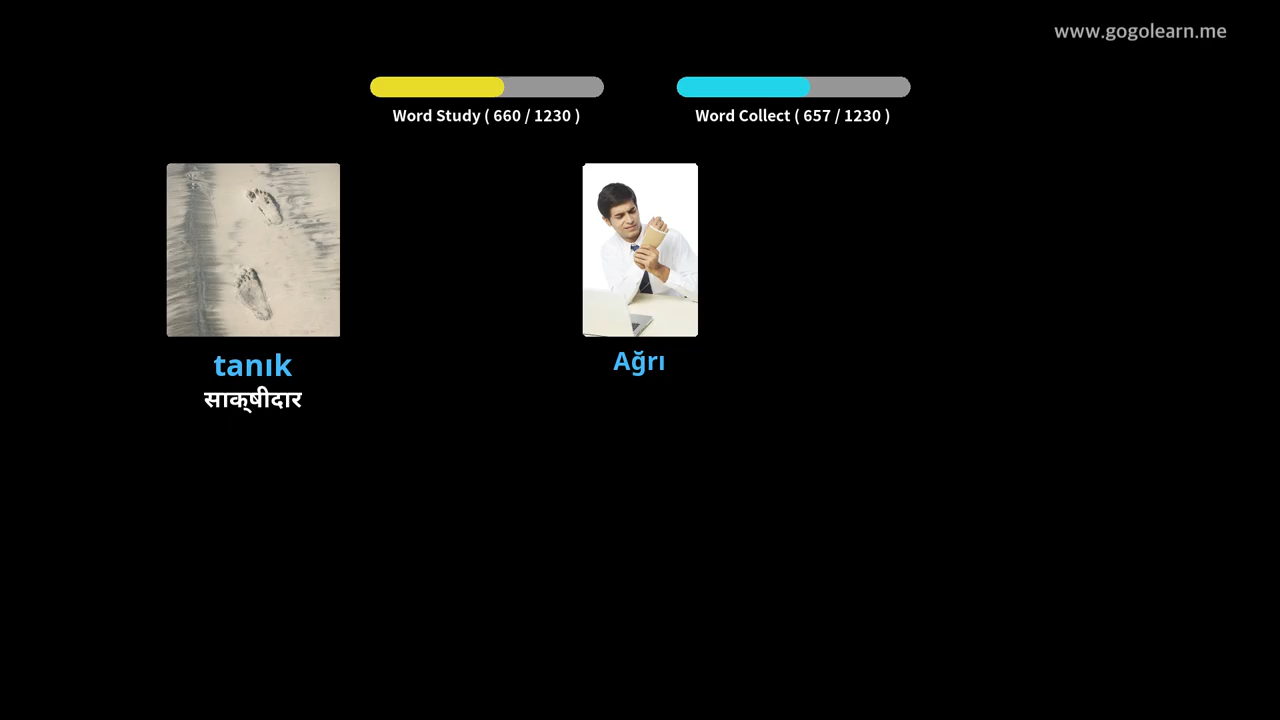 www.gogolearn.me
Word Study ( 660 / 1230 )
Word Collect ( 657 / 1230 )
tanık
साक्षीदार
Ağrı